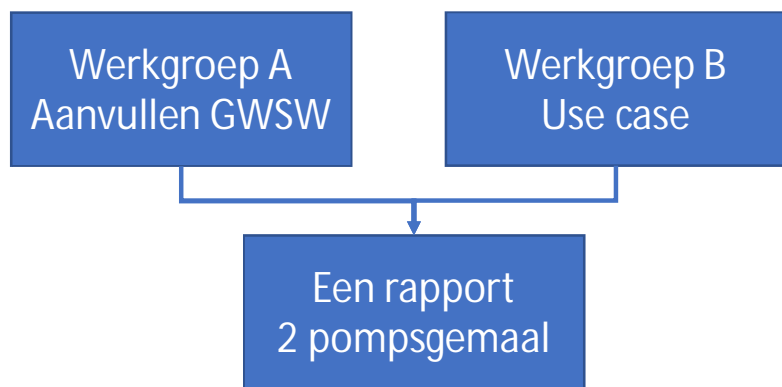 Werkgroep A
Aanvullen GWSW
Werkgroep B
Use case
Een rapport
2 pompsgemaal